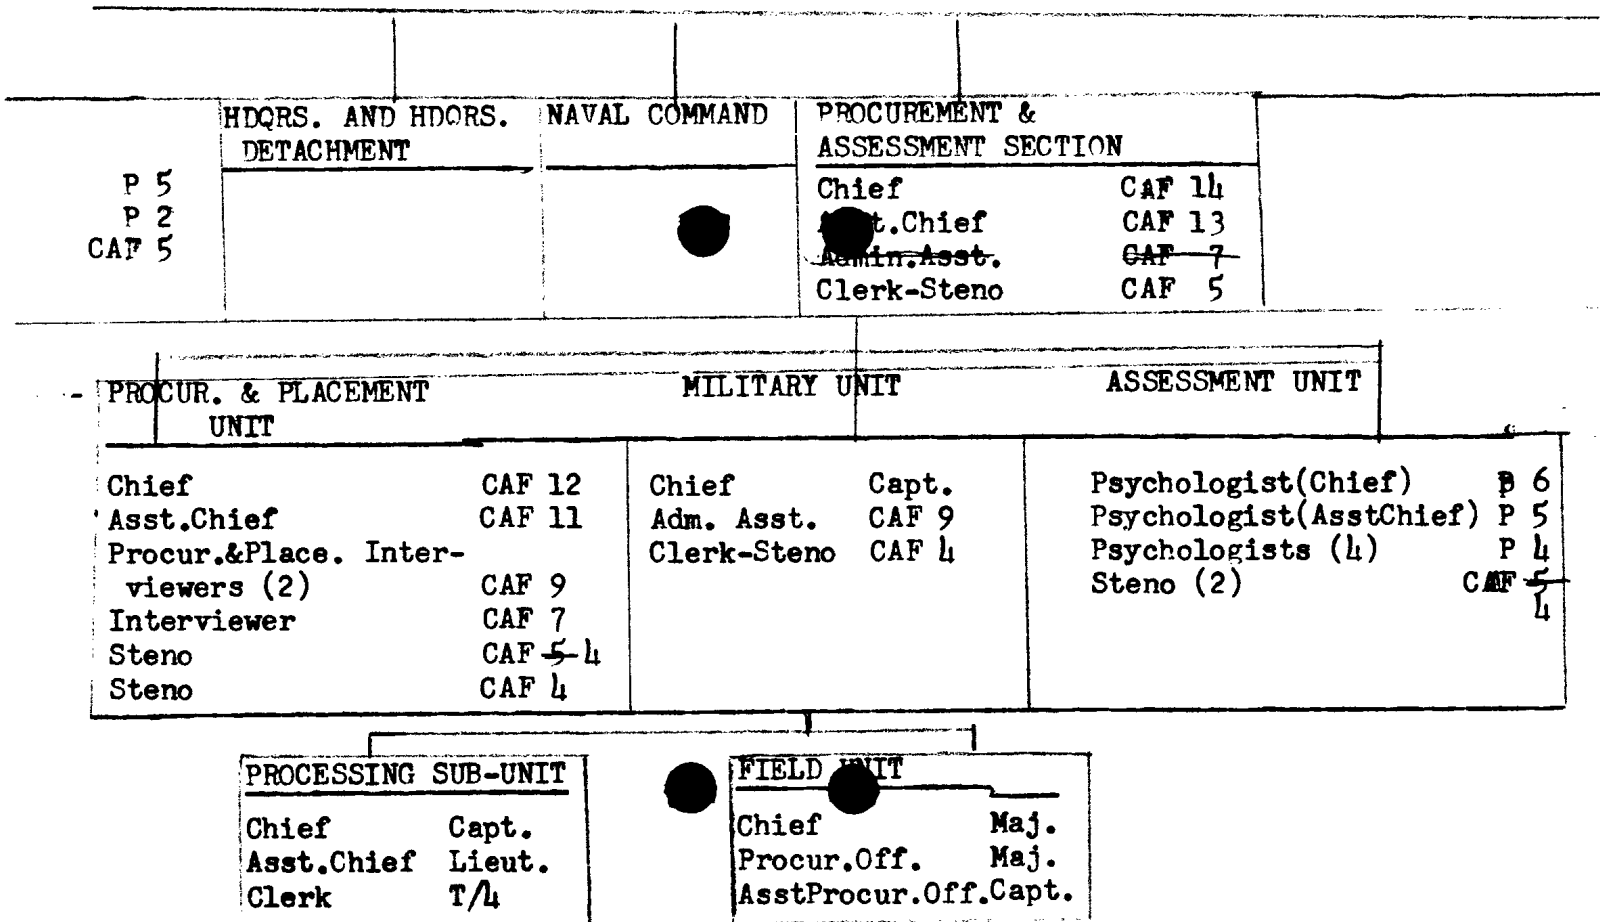 HDQRS. AND HDQRS.
DETACHMENT
NAVAL COMMAND
PROCUREMENT &
ASSESSMENT SECTION
P 5
P 2
CAF 5
Chief CAF 14
t.Chief CAF 13
Admin.Asst. CAF 7
Clerk-Steno CAF 5
PROCUR. & PLACEMENT
UNIT
Chief CAF 12
Asst.Chief CAF 11
Procur.&Place. Inter-
viewers (2) CAF 9
Interviewer CAF 7
Steno CAF 5 4
Steno CAF 4
MILITARY UNIT
Chief Capt.
Adm. Asst. CAF 9
Clerk-Steno CAF 4
ASSESSMENT UNIT
Psychologist(Chief) P 6
Psychologist(AsstChief) P 5
Psychologists (4) P 4
Steno (2) CAF 5
4
PROCESSING SUB-UNIT
Chief Capt.
Asst.Chief Lieut.
Clerk T/4
FIELD UNIT
Chief Maj.
Procur.Off. Maj.
AsstProcur.Off.Capt.